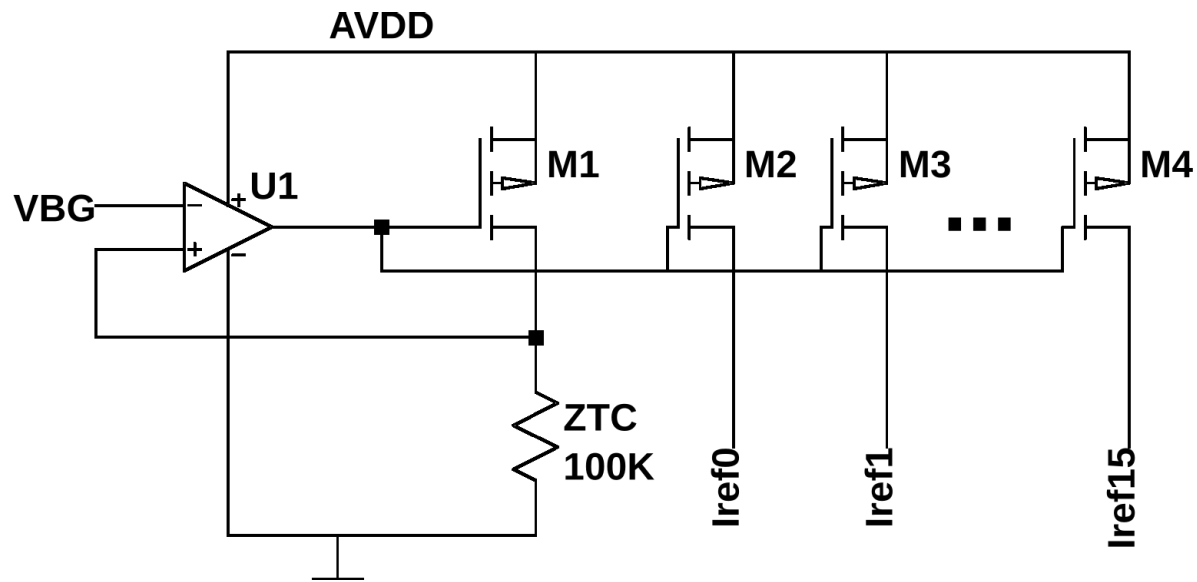 AVDD
U1
VBG
M1
M2
M3
M4
ZTC
100K
Iref0
Iref1
Iref15